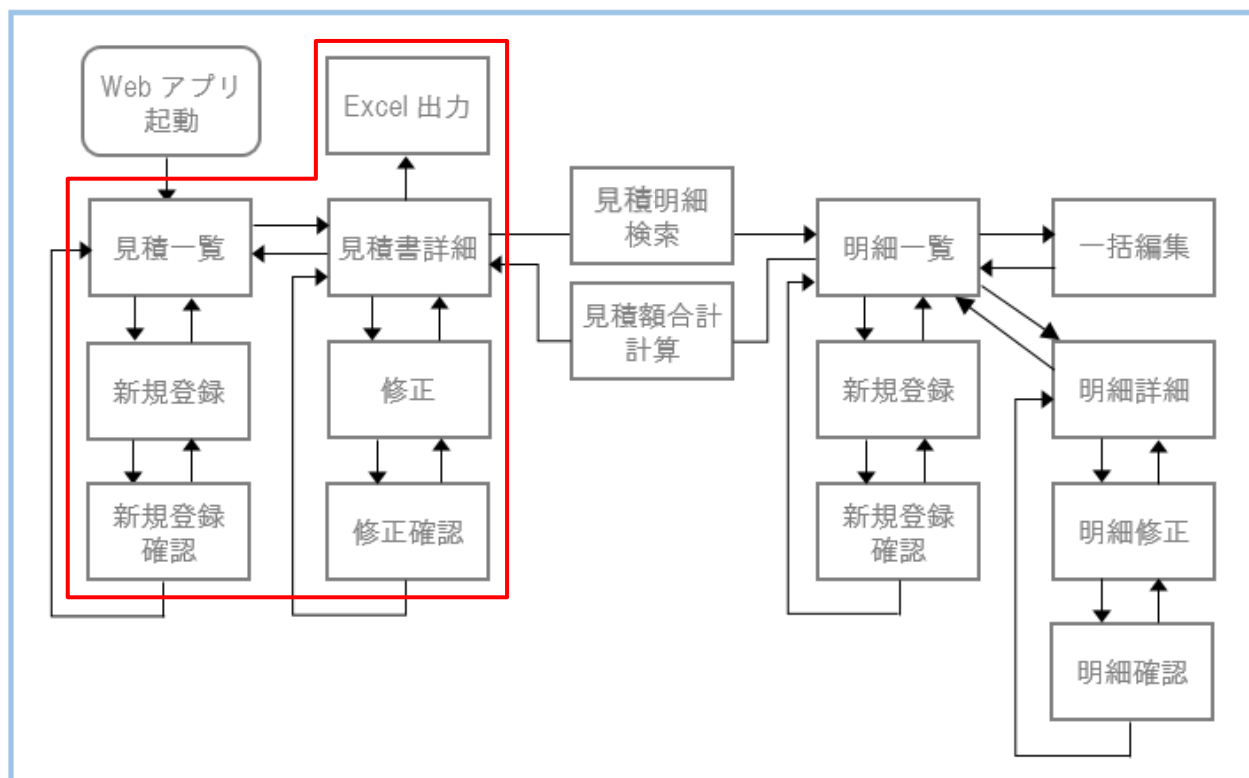 Web アプリ
起動
Excel 出力
見積一覧
見積書詳細
見積明細
検索
明細一覧
一括編集
見積額合計
計算
新規登録
修正
新規登録
明細詳細
新規登録
確認
修正確認
新規登録
確認
明細修正
明細確認